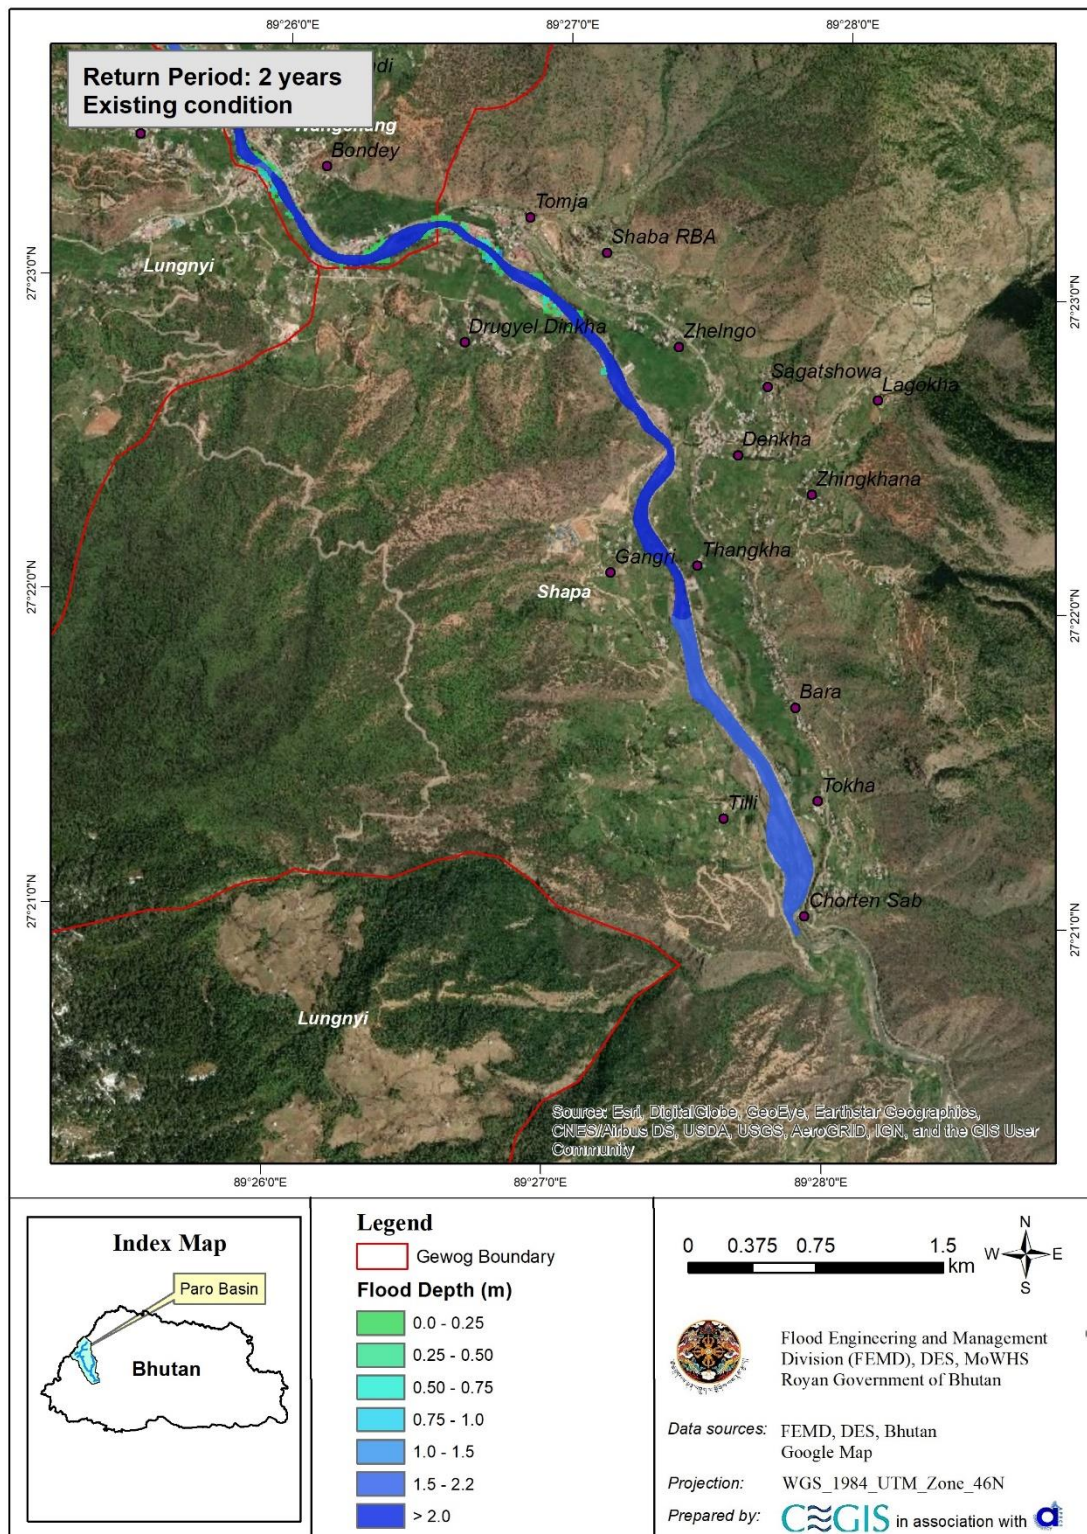 89°26'0"E
89°27'0"E
89°28'0"E
Return Period: 2 years
Existing condition
Bondey
Tomja
Shaba RBA
Lungnyi
27°23'0"N
27°23'0"N
Drugyel Dinkha
Zhelngo
Sagatshowa
Lagokha
Denkha
Zhingkhana
Gangri
Thangkha
Shapa
27°22'0"N
27°22'0"N
Bara
Tilli
Tokha
27°21'0"N
27°21'0"N
Chorten Sab
Lungnyi
Source: Esri, DigitalGlobe, GeoEye, Earthstar Geographics,
CNES/Airbus DS, USDA, USGS, AeroGRID, IGN, and the GIS User
Community
89°26'0"E
89°27'0"E
89°28'0"E
Index Map
Paro Basin
Bhutan
Legend
Gewog Boundary
Flood Depth (m)
0.0 - 0.25
0.25 - 0.50
0.50 - 0.75
0.75 - 1.0
1.0 - 1.5
1.5 - 2.2
> 2.0
0 0.375 0.75 1.5
km
N
W E
S
Flood Engineering and Management
Division (FEMD), DES, MoWHS
Royan Government of Bhutan
Data sources: FEMD, DES, Bhutan
Google Map
Projection: WGS_1984_UTM_Zone_46N
Prepared by: CEGIS in association with